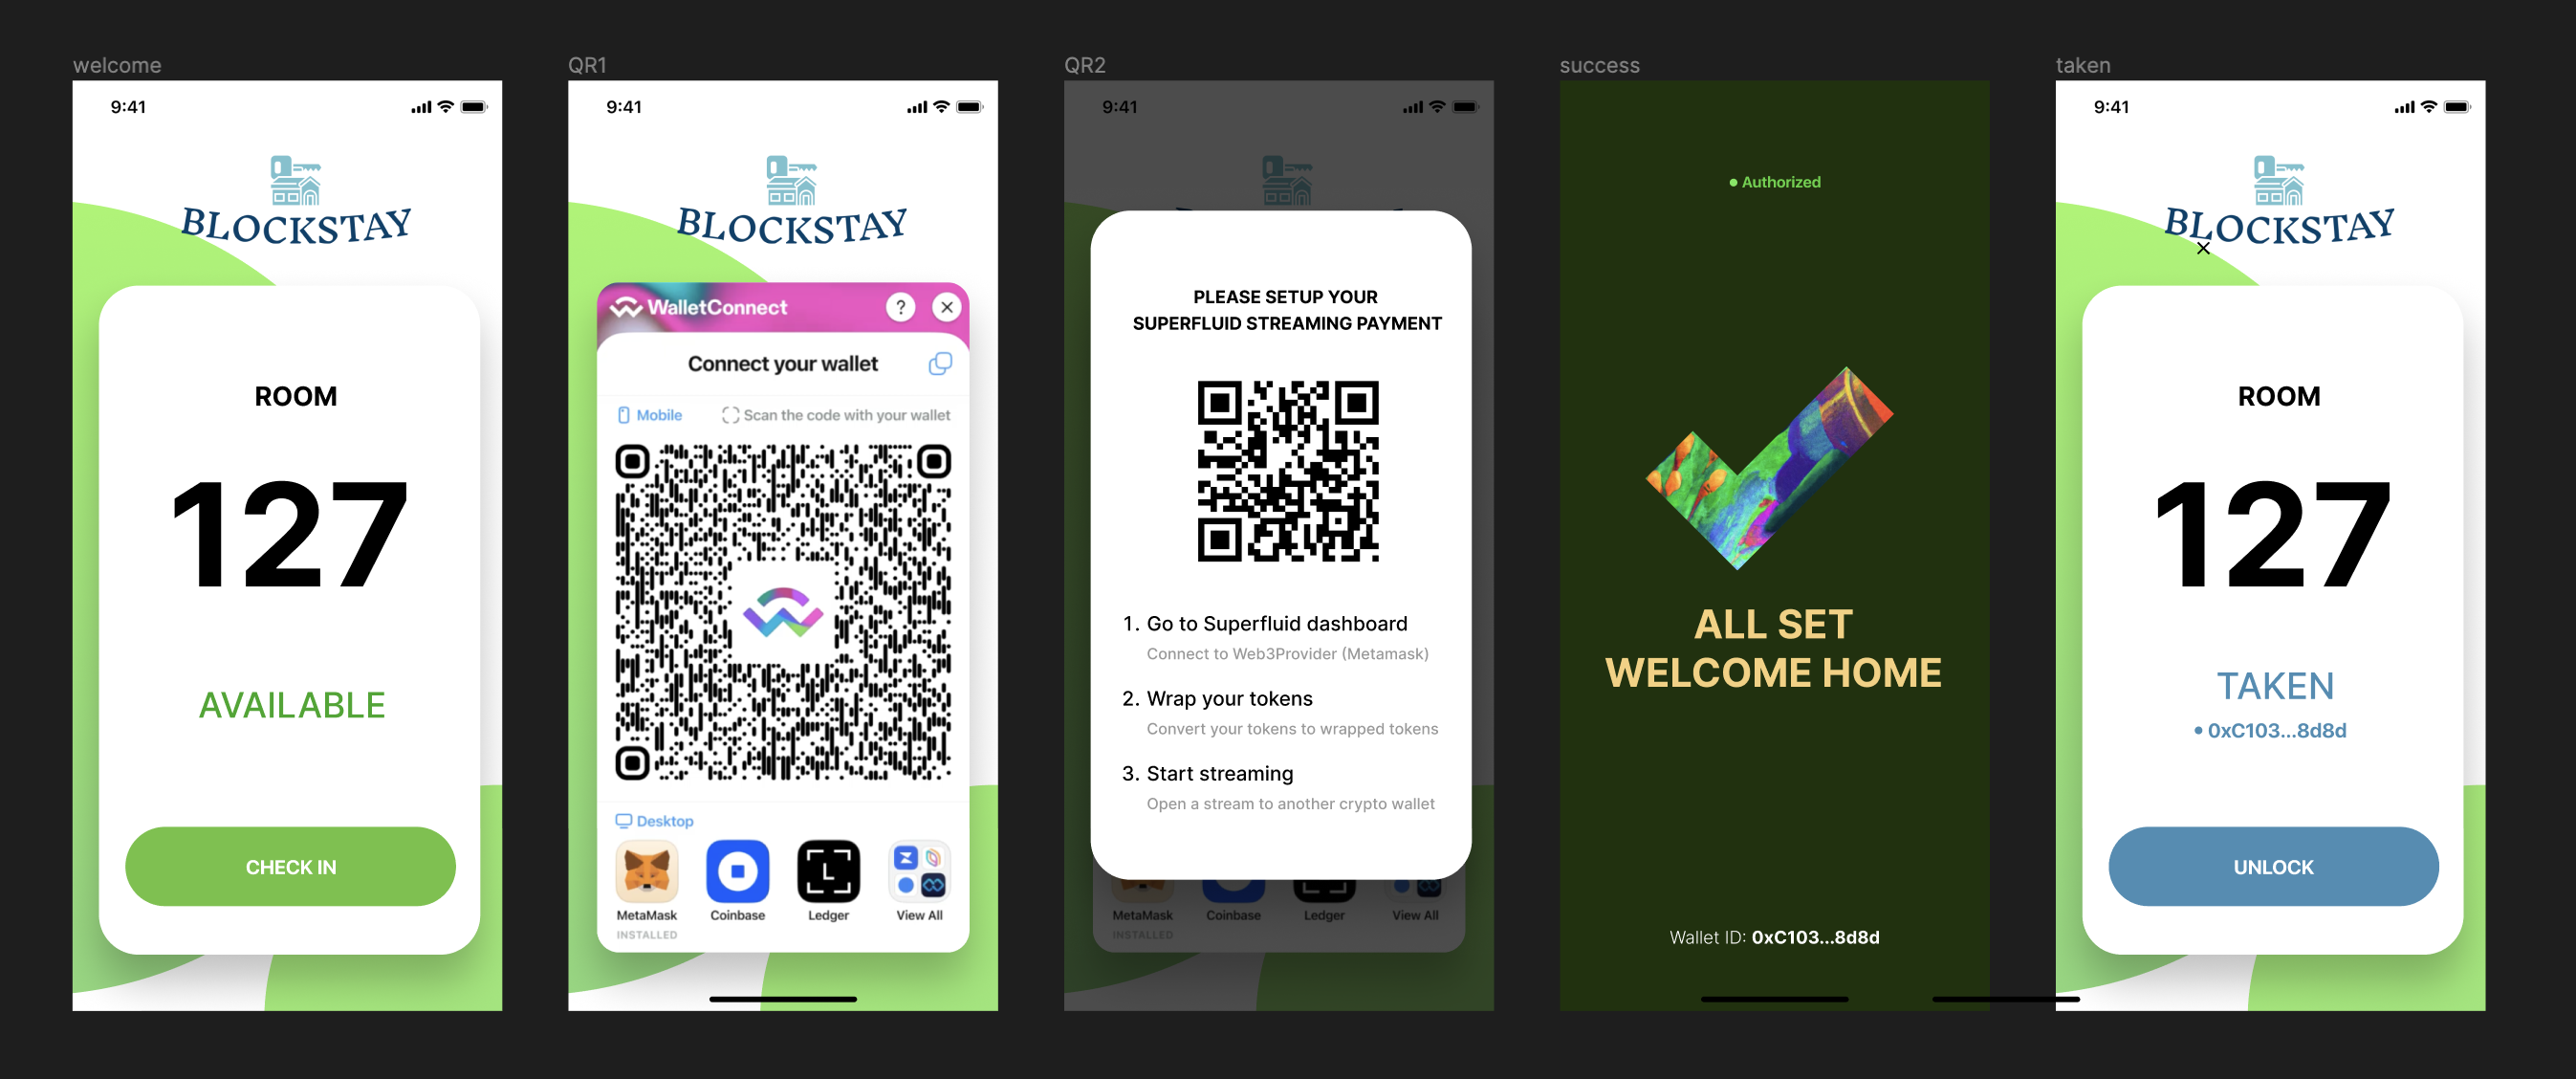 welcome
9:41
BLOCKSTAY
ROOM
127
AVAILABLE
CHECK IN
QR1
9:41
BLOCKSTAY
WalletConnect
?
Connect your wallet
Mobile
Scan the code with your wallet
Desktop
MetaMask
Coinbase
Ledger
View All
INSTALLED
QR2
9:41
PLEASE SETUP YOUR
SUPERFLUID STREAMING PAYMENT
1. Go to Superfluid dashboard
Connect to Web3Provider (Metamask)
2. Wrap your tokens
Convert your tokens to wrapped tokens
3. Start streaming
Open a stream to another crypto wallet
MetaMask
Coinbase
Ledger
View All
INSTALLED
success
• Authorized
ALL SET
WELCOME HOME
Wallet ID: 0xC103...8d8d
taken
9:41
BLOCKSTAY
ROOM
127
TAKEN
• 0xC103...8d8d
UNLOCK